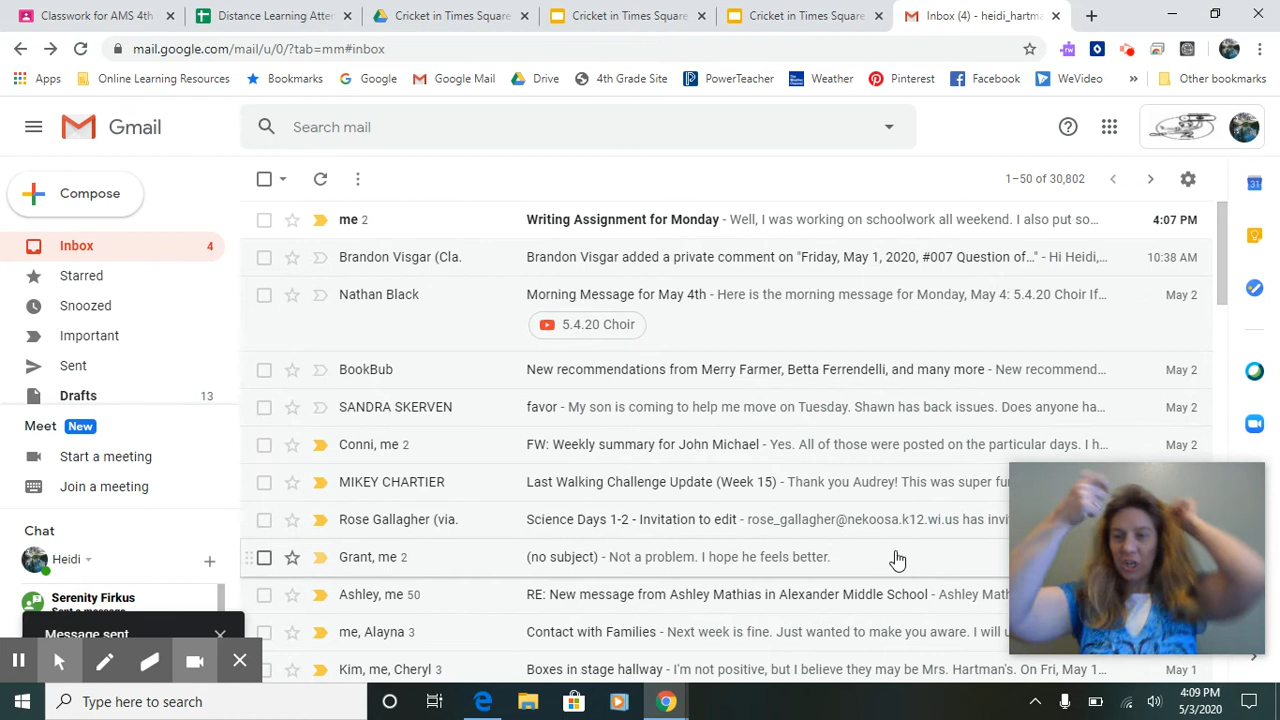 Classwork for AMS 4th
Distance Learning Atter
Cricket in Times Square
Cricket in Times Square
Cricket in Times Square
Inbox (4) - heidi_hartma
mail.google.com/mail/u/0/?tab=mm#inbox
Apps
Online Learning Resources
Bookmarks
Google
Google Mail
Drive
4th Grade Site
PowerTeacher
Weather
Pinterest
Facebook
WeVideo
»
Other bookmarks
Gmail
Search mail
Compose
1–50 of 30,802
Inbox 4
Starred
Snoozed
Important
Sent
Drafts 13
Meet New
Start a meeting
Join a meeting
Chat
Heidi
Serenity Firkus
Message sent
me 2 Writing Assignment for Monday - Well, I was working on schoolwork all weekend. I also put so... 4:07 PM
Brandon Visgar (Cla. Brandon Visgar added a private comment on "Friday, May 1, 2020, #007 Question of…" - Hi Heidi,... 10:38 AM
Nathan Black Morning Message for May 4th - Here is the morning message for Monday, May 4: 5.4.20 Choir If... May 2
5.4.20 Choir
BookBub New recommendations from Merry Farmer, Betta Ferrendelli, and many more - New recommend... May 2
SANDRA SKERVEN favor - My son is coming to help me move on Tuesday. Shawn has back issues. Does anyone ha... May 2
Conni, me 2 FW: Weekly summary for John Michael - Yes. All of those were posted on the particular days. I h... May 2
MIKEY CHARTIER Last Walking Challenge Update (Week 15) - Thank you Audrey! This was super fu
Rose Gallagher (via. Science Days 1-2 - Invitation to edit - rose_gallagher@nekoosa.k12.wi.us has invi
Grant, me 2 (no subject) - Not a problem. I hope he feels better.
Ashley, me 50 RE: New message from Ashley Mathias in Alexander Middle School - Ashley Math
me, Alayna 3 Contact with Families - Next week is fine. Just wanted to make you aware. I will u
Kim, me, Cheryl 3 Boxes in stage hallway - I'm not positive, but I believe they may be Mrs. Hartman's. On Fri, May 1... May 1
Type here to search
4:09 PM
5/3/2020